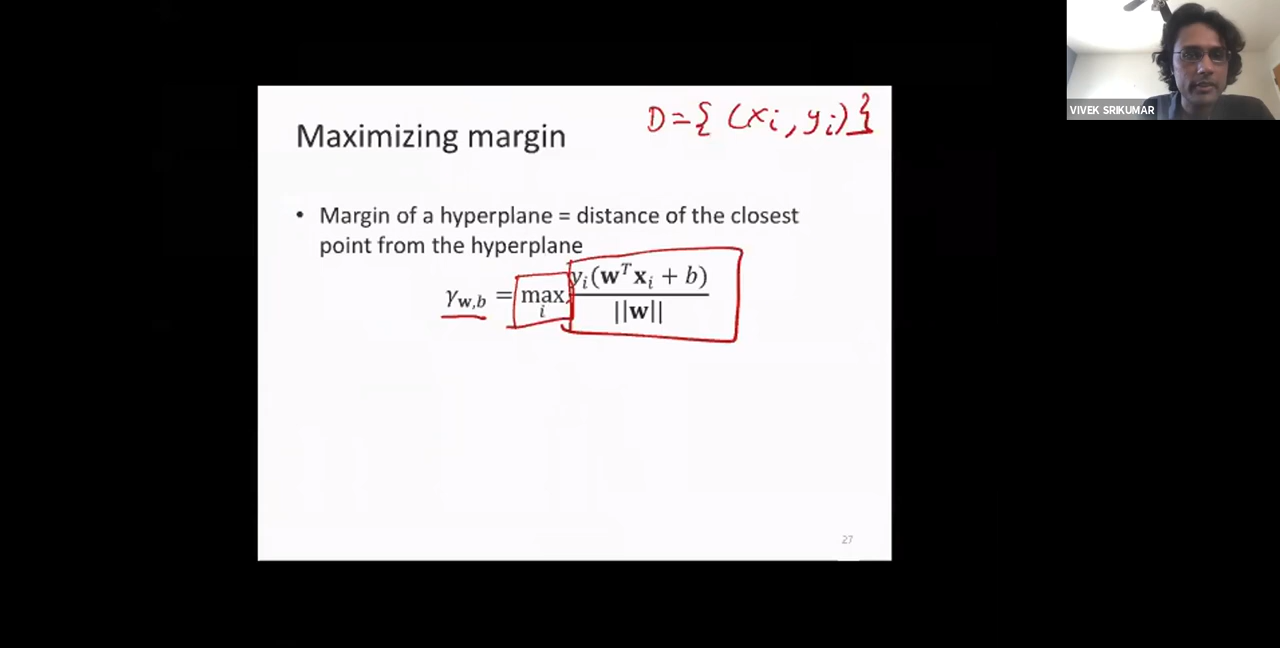 VIVEK SRIKUMAR
D={(xi,yi)}
Maximizing margin
• Margin of a hyperplane = distance of the closest
point from the hyperplane
γw,b = max i yi(wᵀxi + b) / ||w||
27